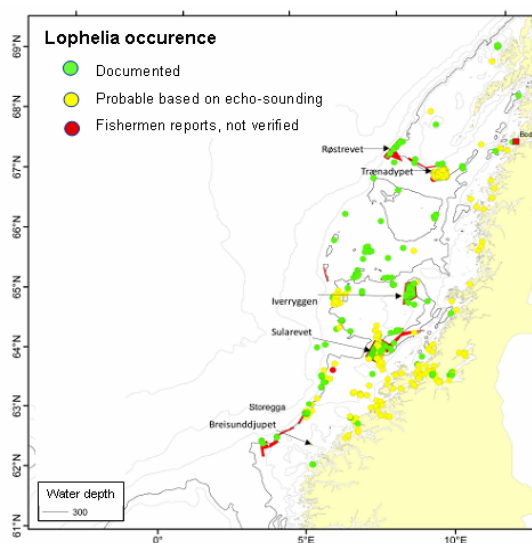 Lophelia occurence
Documented
Probable based on echo-sounding
Fishermen reports, not verified
69°N
68°N
67°N
66°N
65°N
64°N
63°N
62°N
61°N
Røstrevet
Trænadypet
Iverryggen
Sularevet
Storegga
Breisunddjupet
Water depth
300
0°
5°E
10°E